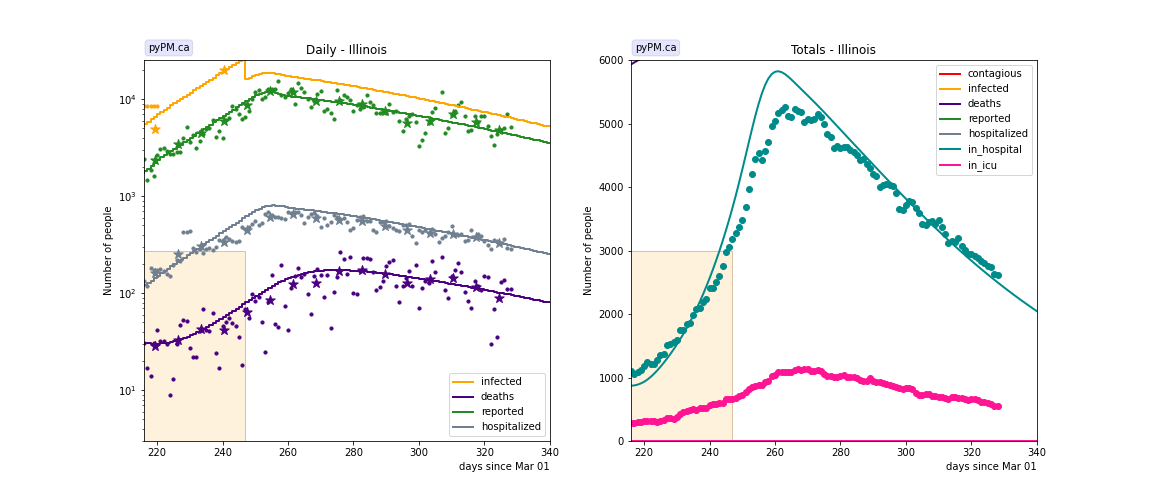 pyPM.ca
Daily - Illinois
Number of people
10⁴
10³
10²
10¹
220 240 260 280 300 320 340
days since Mar 01
infected
deaths
reported
hospitalized
pyPM.ca
Totals - Illinois
Number of people
6000
5000
4000
3000
2000
1000
0
220 240 260 280 300 320 340
days since Mar 01
contagious
infected
deaths
reported
hospitalized
in_hospital
in_icu